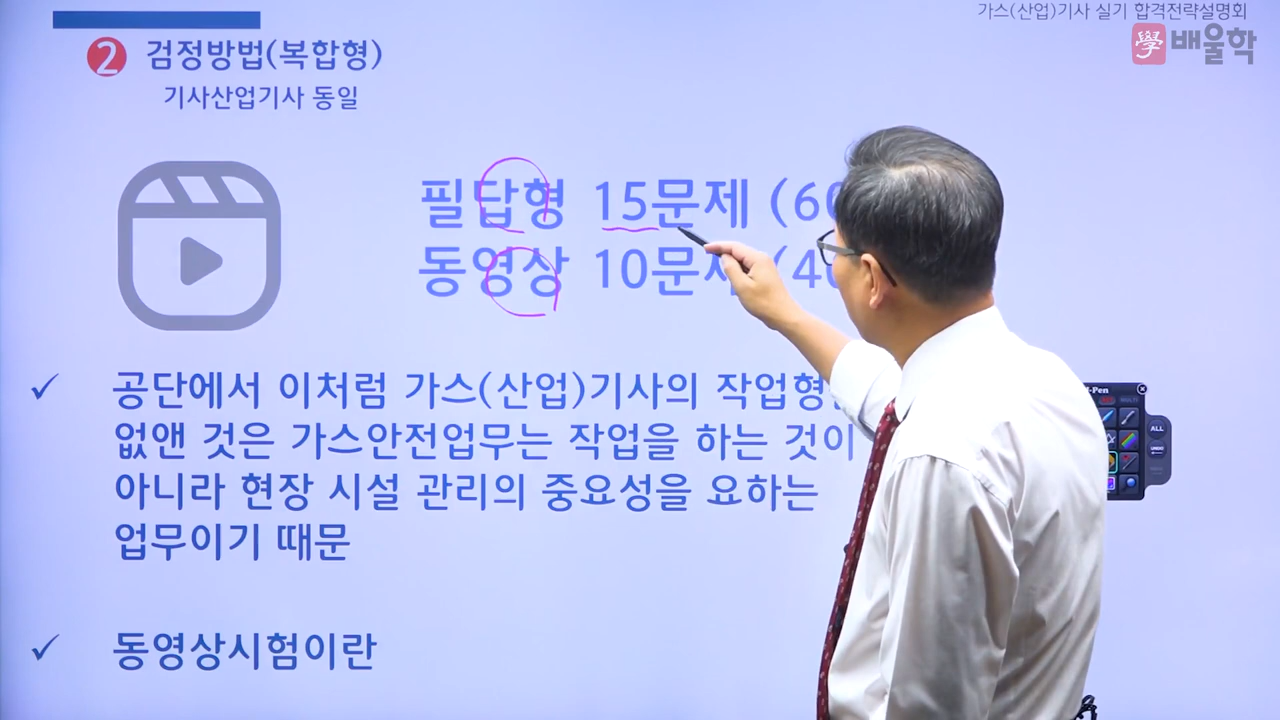 가스(산업)기사 실기 합격전략설명회
學 배울학
2 검정방법(복합형)
기사산업기사 동일
필답형 15문제 (60
동영상 10문제 (40
공단에서 이처럼 가스(산업)기사의 작업형
없앤 것은 가스안전업무는 작업을 하는 것이
아니라 현장 시설 관리의 중요성을 요하는
업무이기 때문
동영상시험이란
ALL